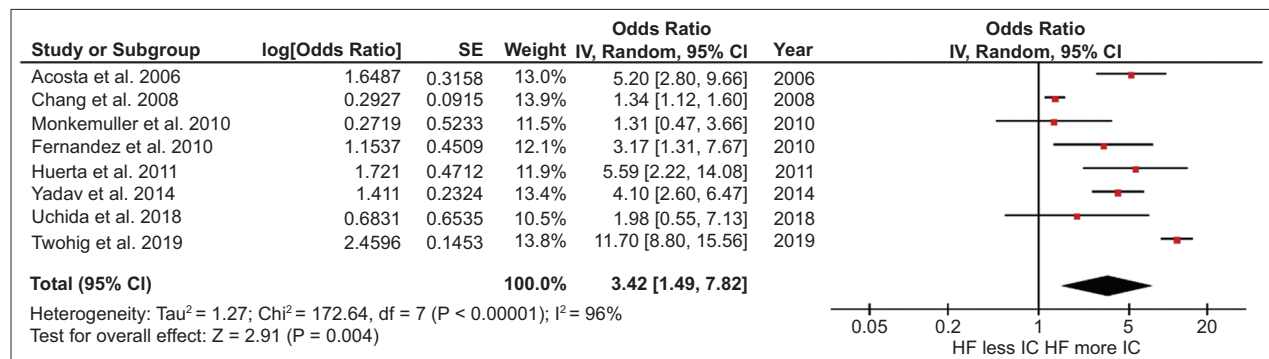 Odds Ratio Odds Ratio
Study or Subgroup log[Odds Ratio] SE Weight IV, Random, 95% CI Year IV, Random, 95% CI
Acosta et al. 2006 1.6487 0.3158 13.0% 5.20 [2.80, 9.66] 2006
Chang et al. 2008 0.2927 0.0915 13.9% 1.34 [1.12, 1.60] 2008
Monkemuller et al. 2010 0.2719 0.5233 11.5% 1.31 [0.47, 3.66] 2010
Fernandez et al. 2010 1.1537 0.4509 12.1% 3.17 [1.31, 7.67] 2010
Huerta et al. 2011 1.721 0.4712 11.9% 5.59 [2.22, 14.08] 2011
Yadav et al. 2014 1.411 0.2324 13.4% 4.10 [2.60, 6.47] 2014
Uchida et al. 2018 0.6831 0.6535 10.5% 1.98 [0.55, 7.13] 2018
Twohig et al. 2019 2.4596 0.1453 13.8% 11.70 [8.80, 15.56] 2019
Total (95% CI) 100.0% 3.42 [1.49, 7.82]
Heterogeneity: Tau² = 1.27; Chi² = 172.64, df = 7 (P < 0.00001); I² = 96%
Test for overall effect: Z = 2.91 (P = 0.004)
0.05 0.2 1 5 20
HF less IC HF more IC